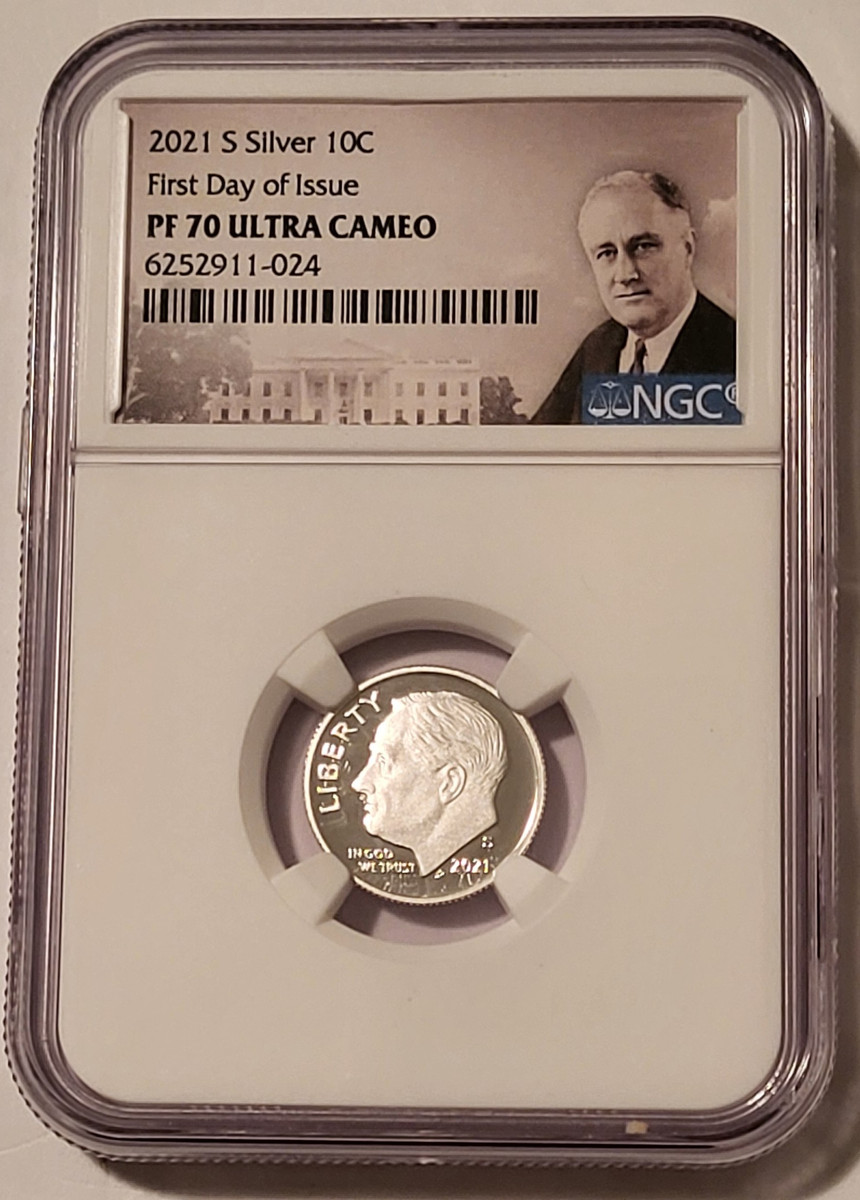 2021 S Silver 10C
First Day of Issue
PF 70 ULTRA CAMEO
6252911-024
NGC®
LIBERTY
IN GOD
WE TRUST
S
2021